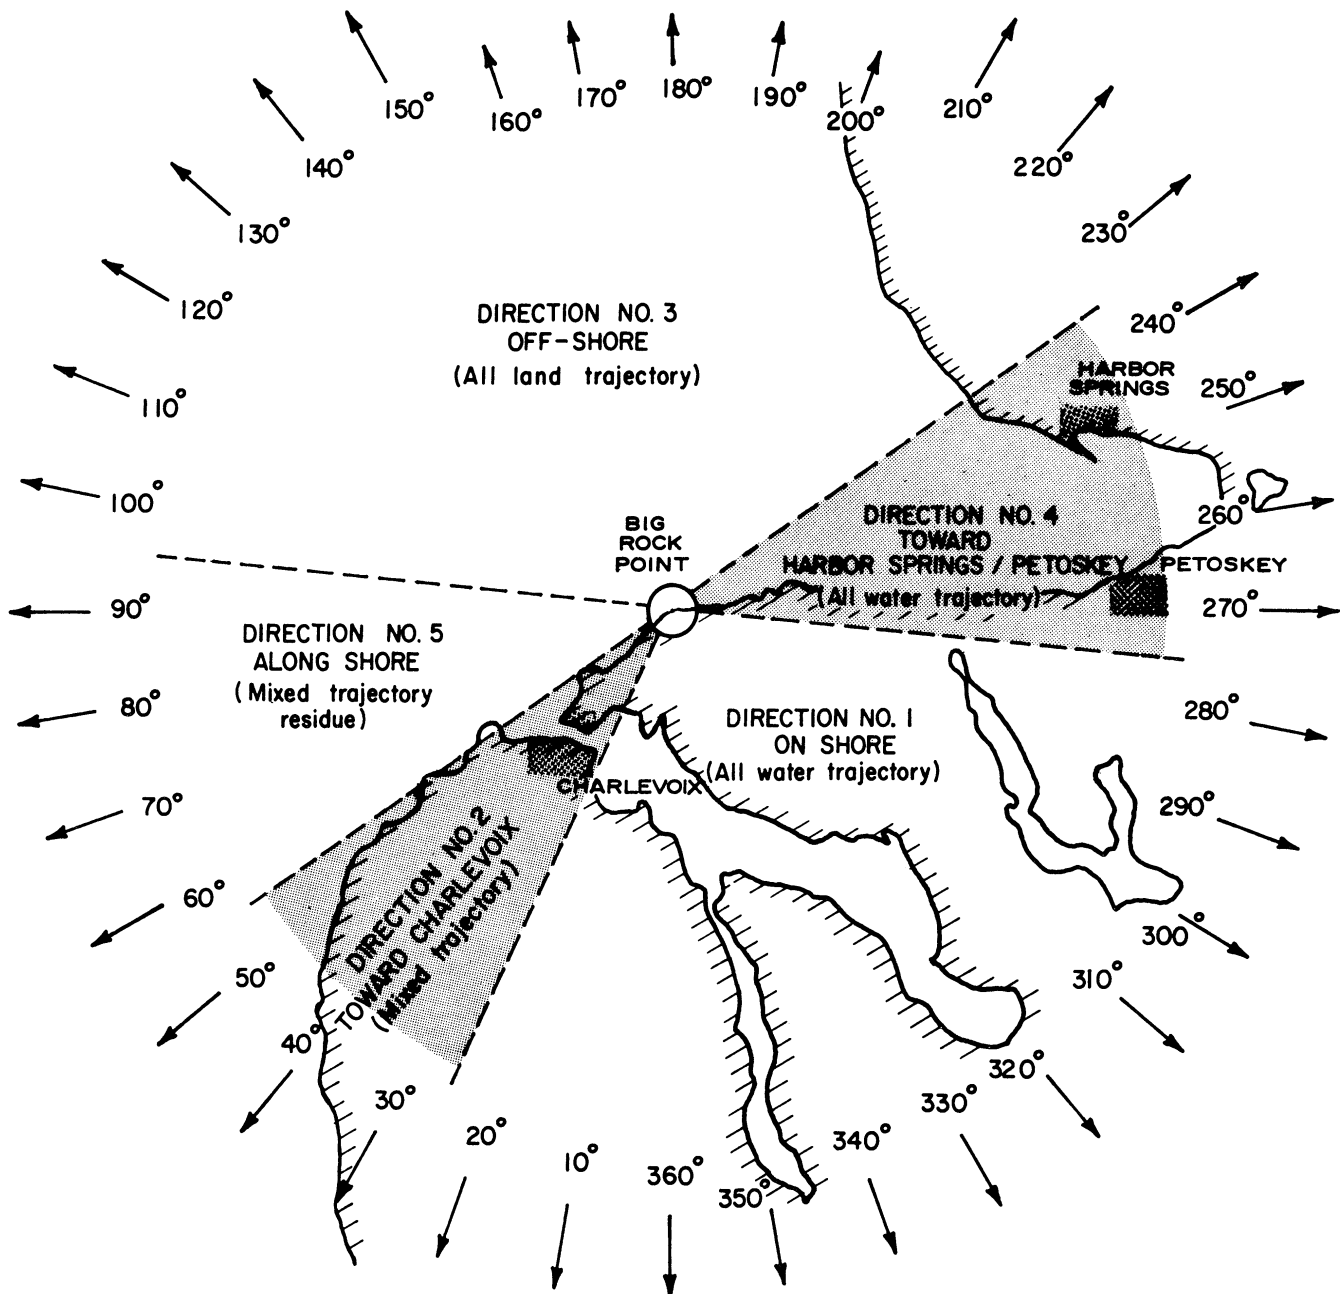 150°
160°
170°
180°
190°
200°
210°
220°
230°
240°
250°
260°
270°
280°
290°
300°
310°
320°
330°
340°
350°
360°
10°
20°
30°
40°
50°
60°
70°
80°
90°
100°
110°
120°
130°
140°
DIRECTION NO. 3
OFF-SHORE
(All land trajectory)
HARBOR
SPRINGS
BIG
ROCK
POINT
DIRECTION NO. 4
TOWARD
HARBOR SPRINGS / PETOSKEY
(All water trajectory)
PETOSKEY
DIRECTION NO. 5
ALONG SHORE
(Mixed trajectory
residue)
DIRECTION NO. 1
ON SHORE
(All water trajectory)
CHARLEVOIX
DIRECTION NO. 2
TOWARD CHARLEVOIX
(Mixed trajectory)